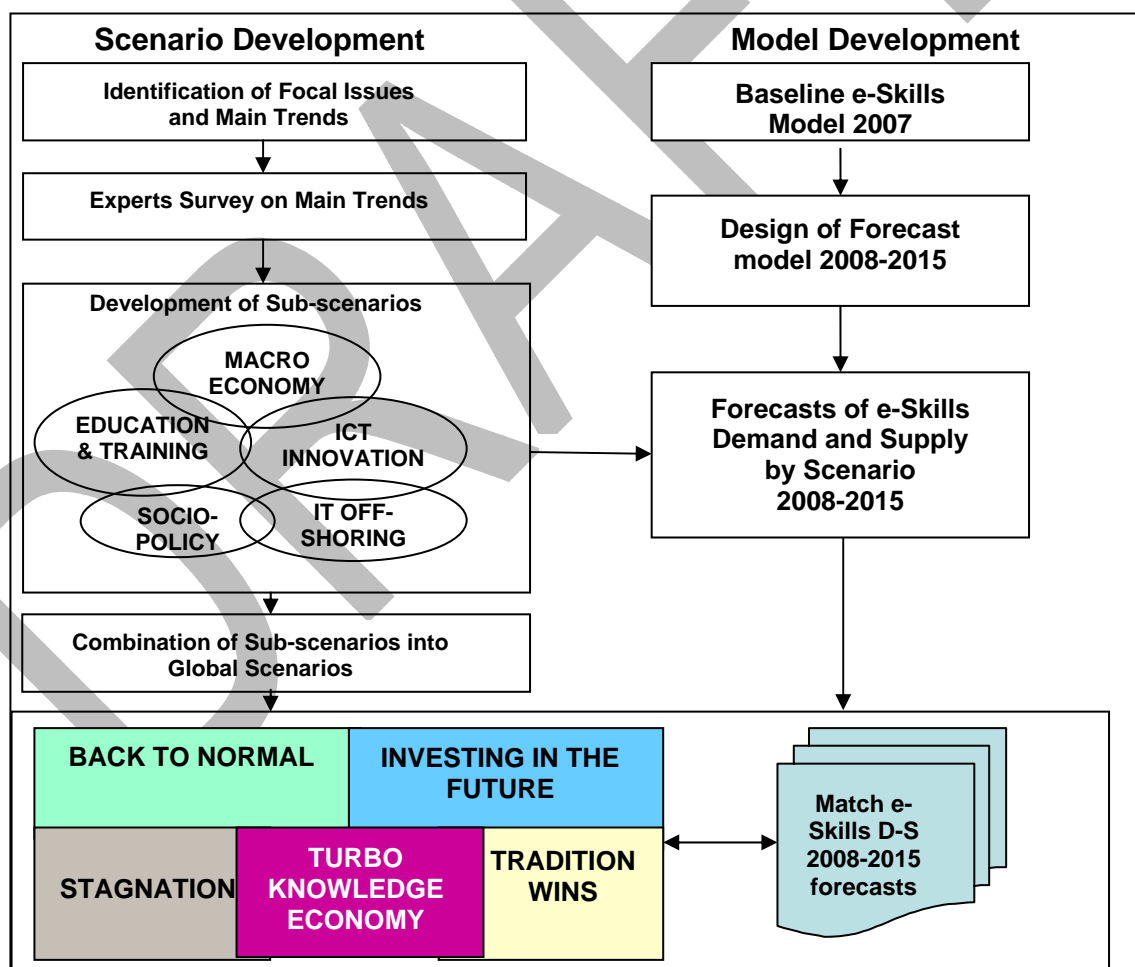 Scenario Development
Identification of Focal Issues
and Main Trends
Experts Survey on Main Trends
Development of Sub-scenarios
MACRO
ECONOMY
EDUCATION
& TRAINING
ICT
INNOVATION
SOCIO-
POLICY
IT OFF-
SHORING
Combination of Sub-scenarios into
Global Scenarios
Model Development
Baseline e-Skills
Model 2007
Design of Forecast
model 2008-2015
Forecasts of e-Skills
Demand and Supply
by Scenario
2008-2015
BACK TO NORMAL
INVESTING IN THE
FUTURE
STAGNATION
TURBO
KNOWLEDGE
ECONOMY
TRADITION
WINS
Match e-
Skills D-S
2008-2015
forecasts
DRAFT